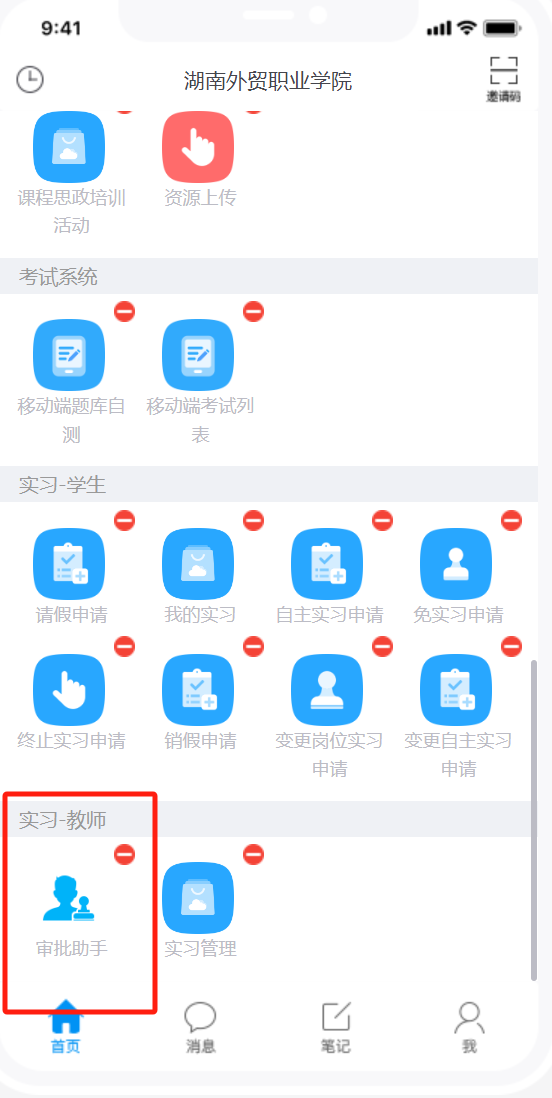 9:41
湖南外贸职业学院
邀请码
课程思政培训
活动
资源上传
考试系统
移动端题库自
测
移动端考试列
表
实习-学生
请假申请
我的实习
自主实习申请
免实习申请
终止实习申请
销假申请
变更岗位实习
申请
变更自主实习
申请
实习-教师
审批助手
实习管理
首页
消息
笔记
我